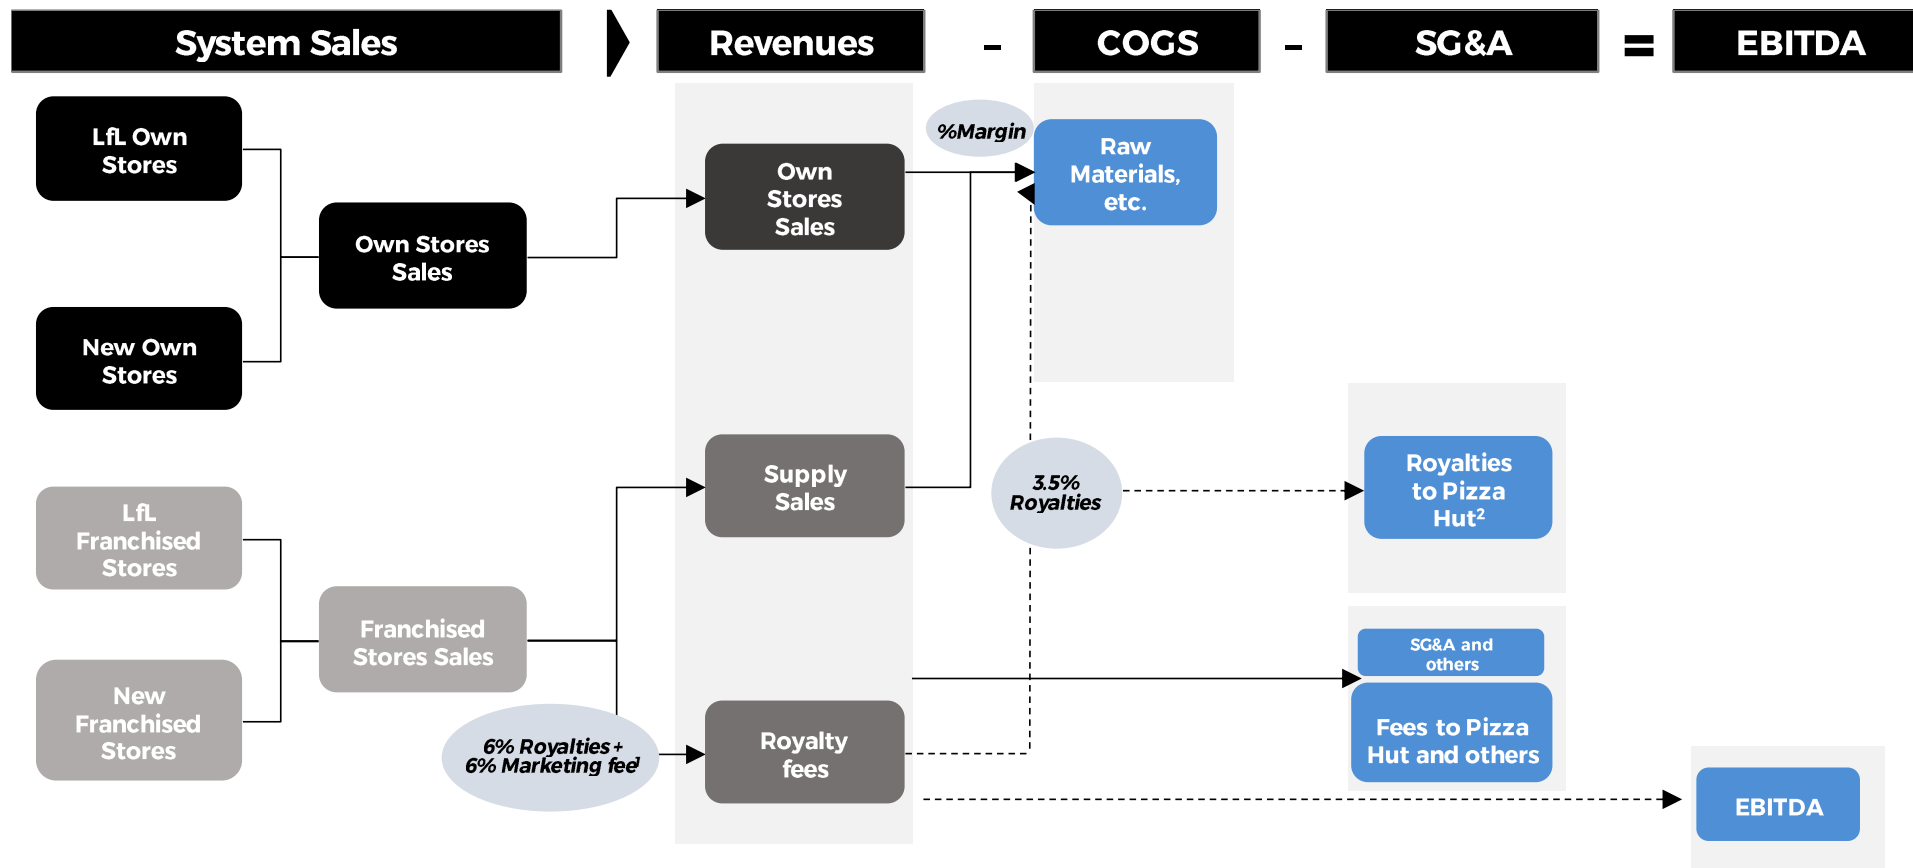 System Sales
Revenues
–
COGS
–
SG&A
=
EBITDA
LfL Own
Stores
New Own
Stores
Own Stores
Sales
LfL
Franchised
Stores
New
Franchised
Stores
Franchised
Stores Sales
6% Royalties +
6% Marketing fee¹
Own
Stores
Sales
Supply
Sales
Royalty
fees
%Margin
Raw
Materials,
etc.
3.5%
Royalties
Royalties
to Pizza
Hut²
SG&A and
others
Fees to Pizza
Hut and others
EBITDA